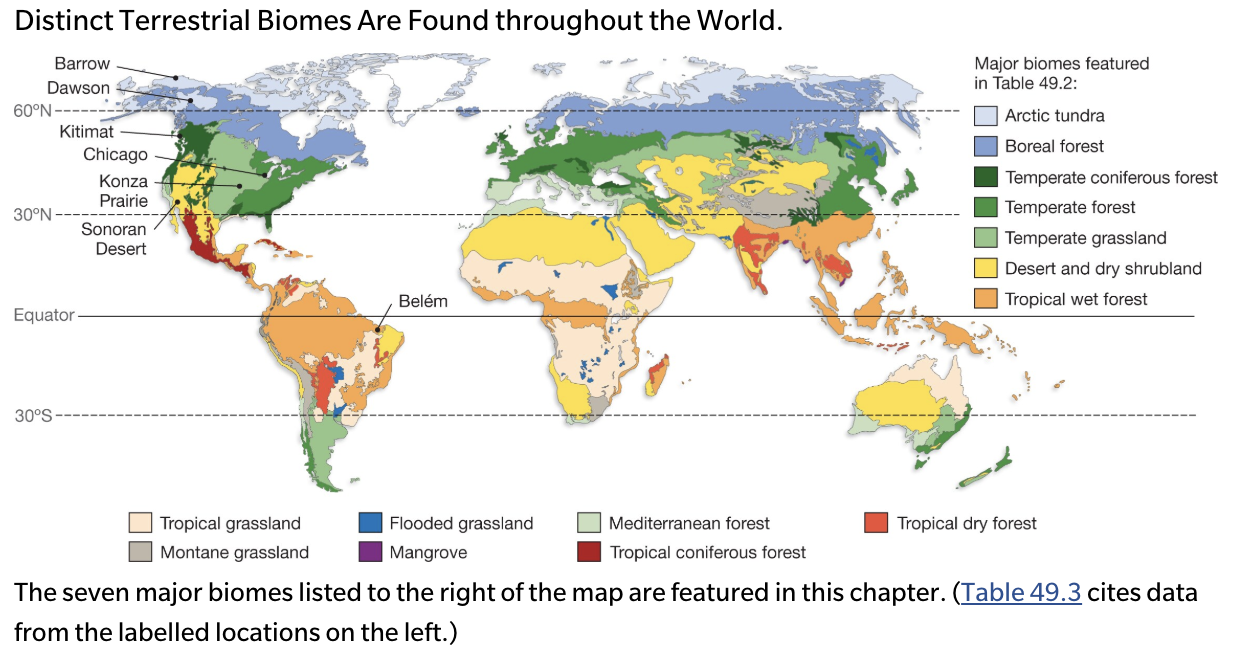 Distinct Terrestrial Biomes Are Found throughout the World.
Barrow
Dawson
60ºN
Kitimat
Chicago
Konza
Prairie
30ºN
Sonoran
Desert
Belém
Equator
30ºS
Major biomes featured
in Table 49.2:
Arctic tundra
Boreal forest
Temperate coniferous forest
Temperate forest
Temperate grassland
Desert and dry shrubland
Tropical wet forest
Tropical grassland
Flooded grassland
Mediterranean forest
Tropical dry forest
Montane grassland
Mangrove
Tropical coniferous forest
The seven major biomes listed to the right of the map are featured in this chapter. (Table 49.3 cites data
from the labelled locations on the left.)